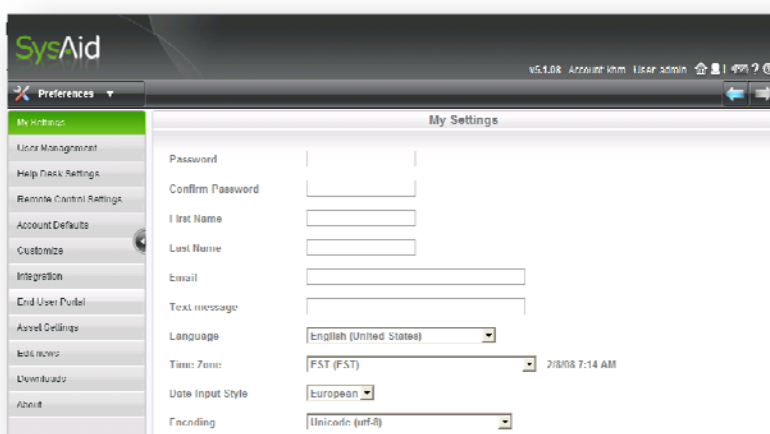 SysAid
v5.1.08 Account khm User admin
Preferences
My Settings
My Settings
User Management
Help Desk Settings
Remote Control Settings
Account Defaults
Customize
Integration
End User Portal
Asset Settings
Edit news
Downloads
About
Password
Confirm Password
First Name
Last Name
Email
Text message
Language English (United States)
Time Zone EST (EST) 2/8/08 7:14 AM
Date Input Style European
Encoding Unicode (utf-8)